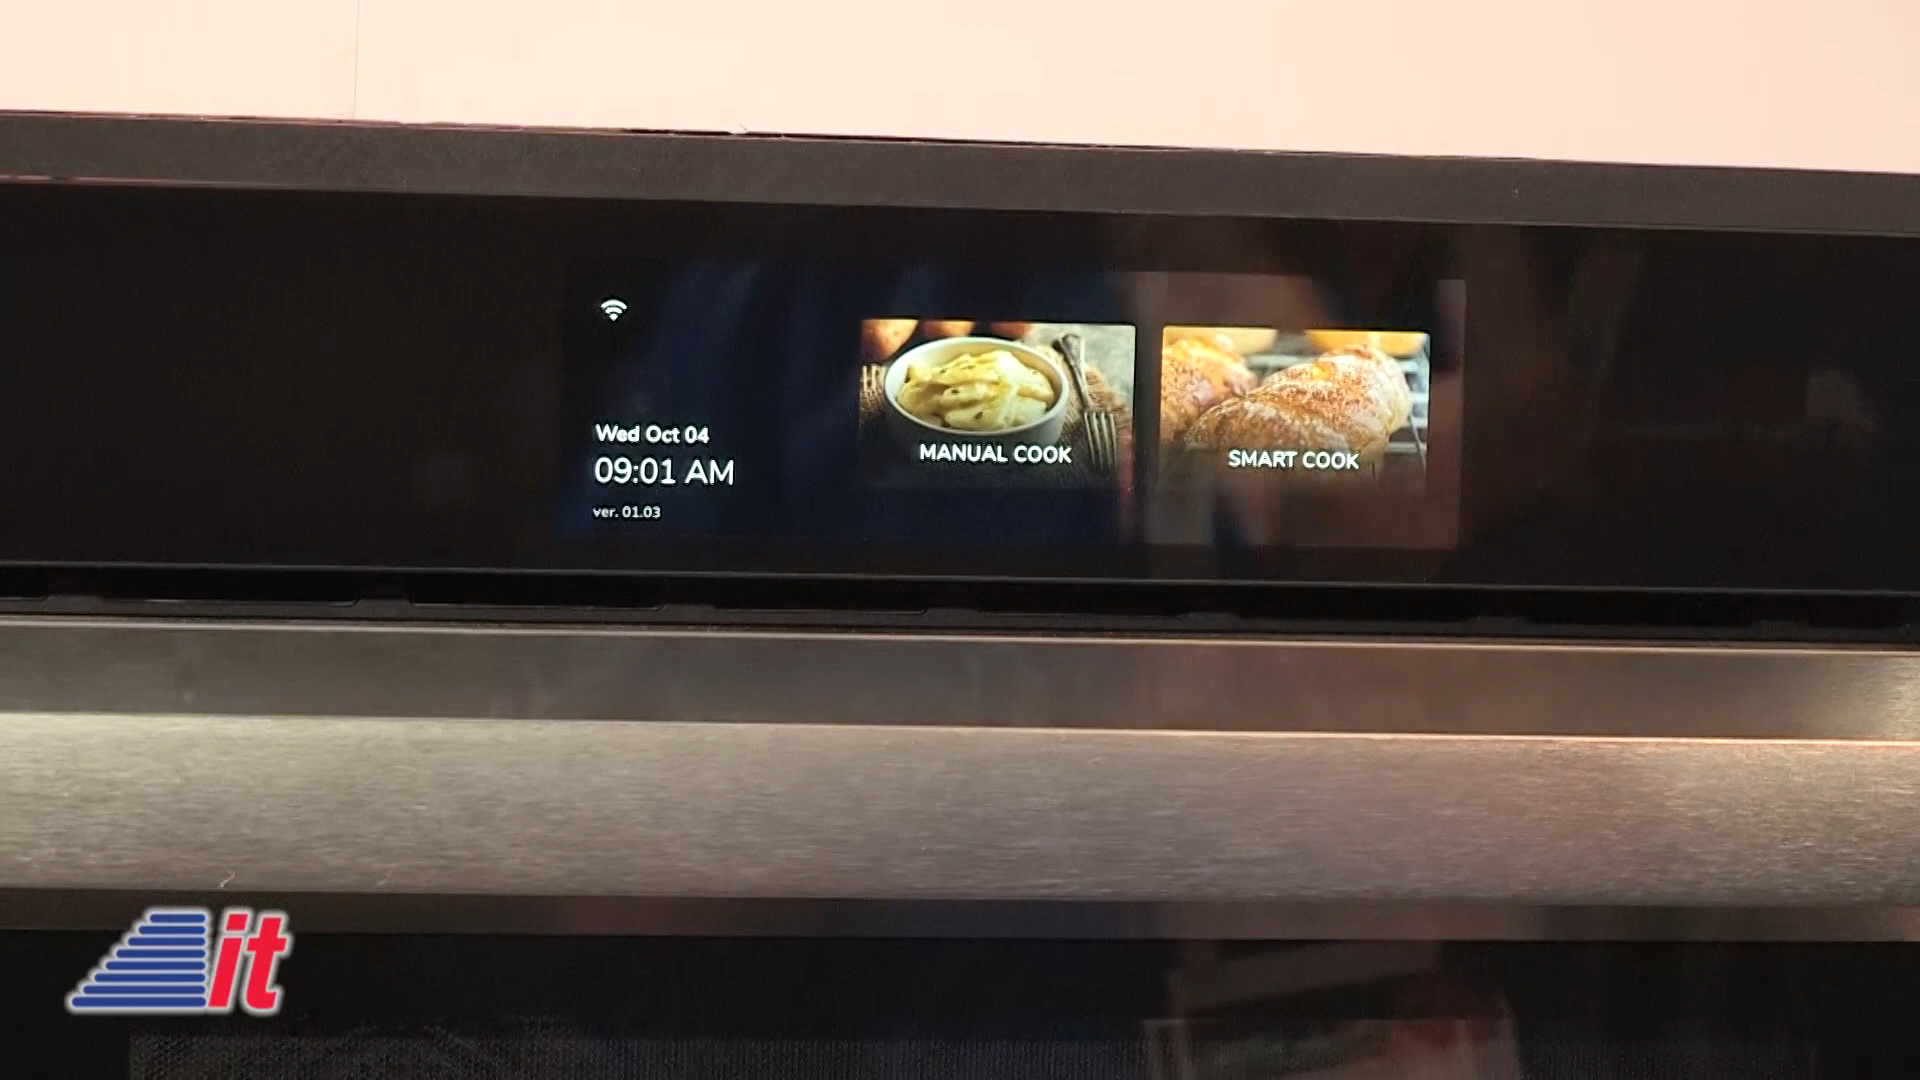 Wed Oct 04
09:01 AM
ver. 01.03
MANUAL COOK
SMART COOK
it